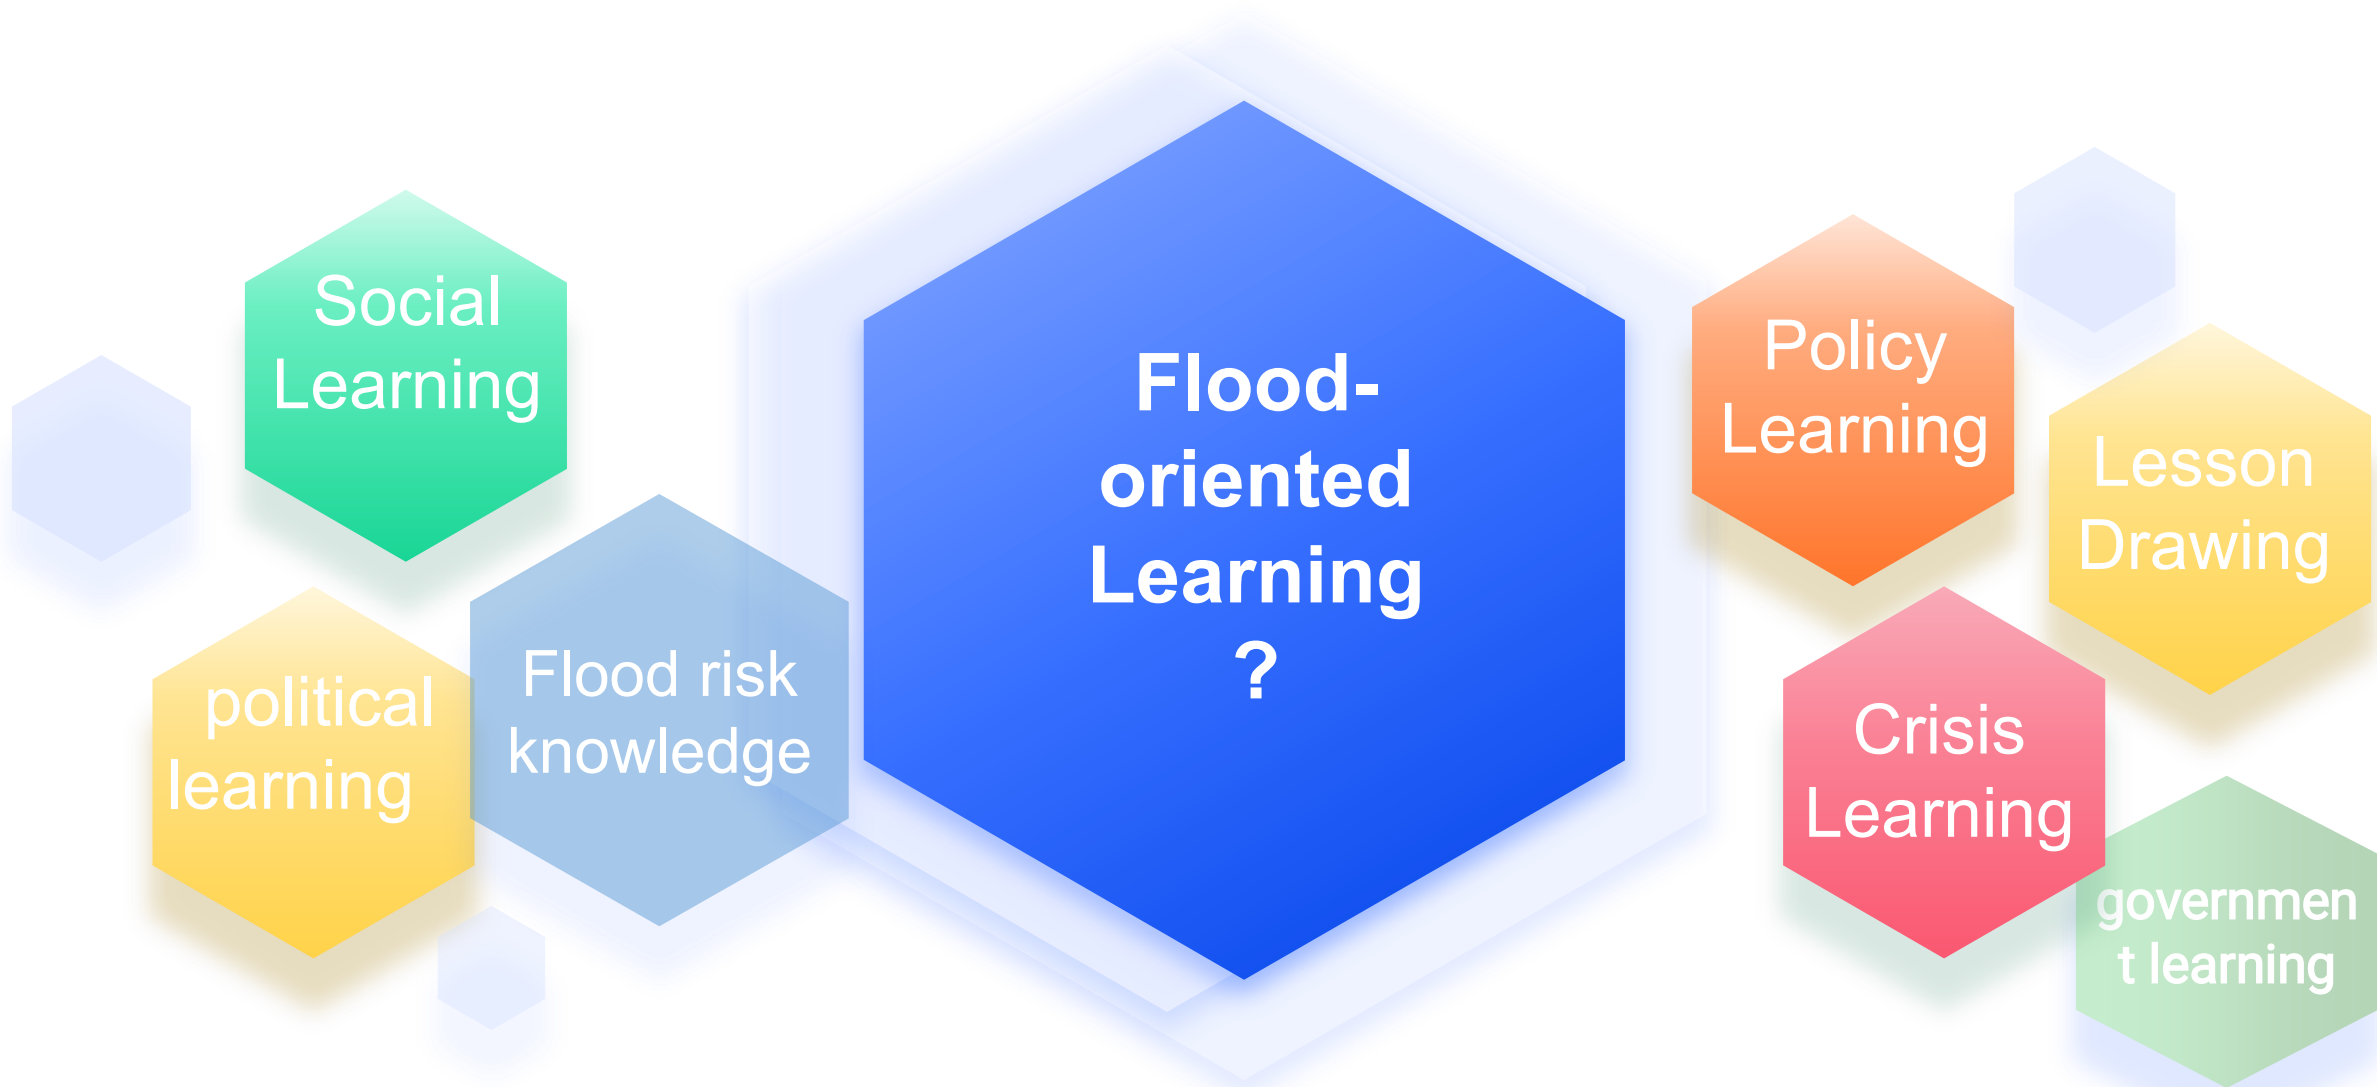 Social
Learning
political
learning
Flood risk
knowledge
Flood-
oriented
Learning
?
Policy
Learning
Lesson
Drawing
Crisis
Learning
governmen
t learning